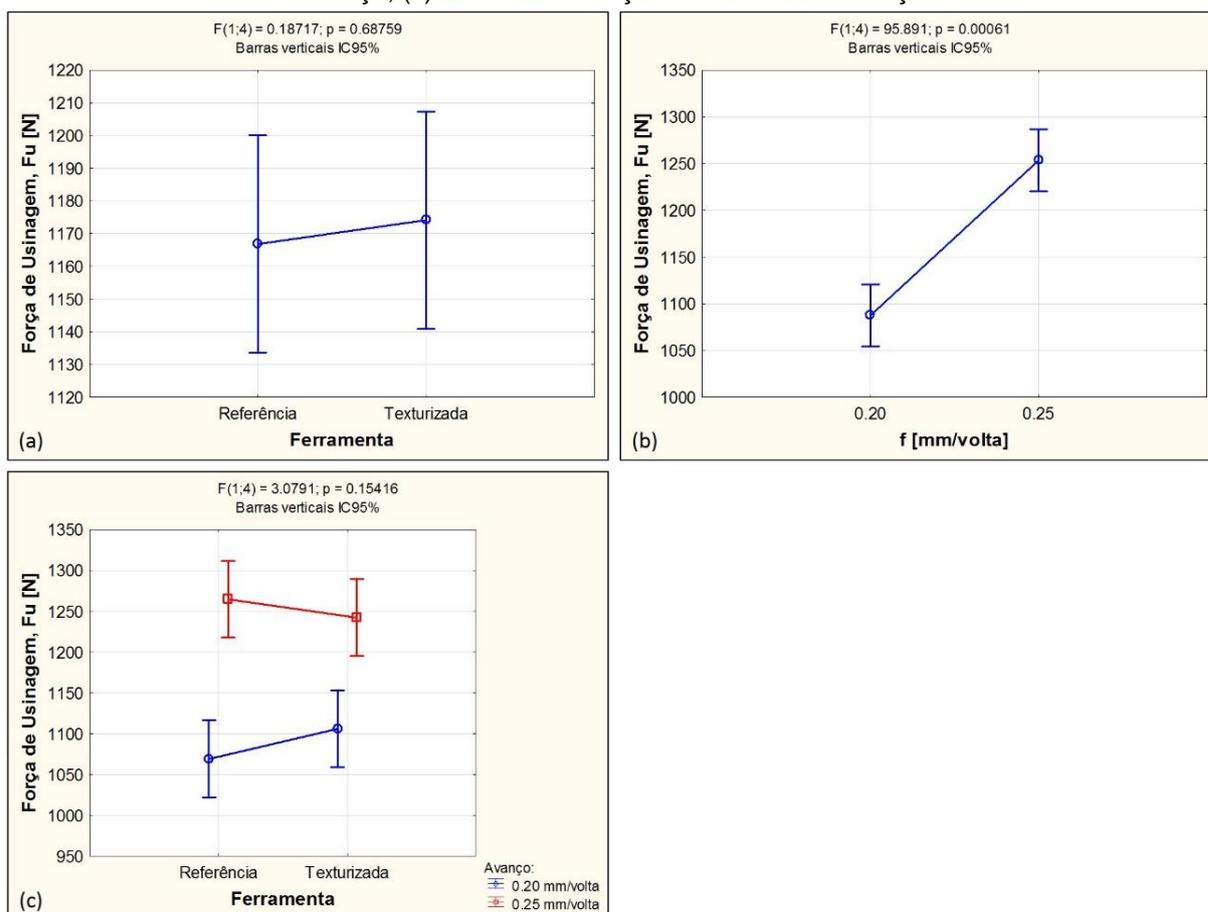 F(1;4) = 0.18717; p = 0.68759
Barras verticais IC95%
Força de Usinagem, Fu [N]
1220
1210
1200
1190
1180
1170
1160
1150
1140
1130
1120
Referência Texturizada
(a) Ferramenta
F(1;4) = 95.891; p = 0.00061
Barras verticais IC95%
Força de Usinagem, Fu [N]
1350
1300
1250
1200
1150
1100
1050
1000
0.20 0.25
(b) f [mm/volta]
F(1;4) = 3.0791; p = 0.15416
Barras verticais IC95%
Força de Usinagem, Fu [N]
1350
1300
1250
1200
1150
1100
1050
1000
950
Referência Texturizada
(c) Ferramenta
Avanço:
0.20 mm/volta
0.25 mm/volta